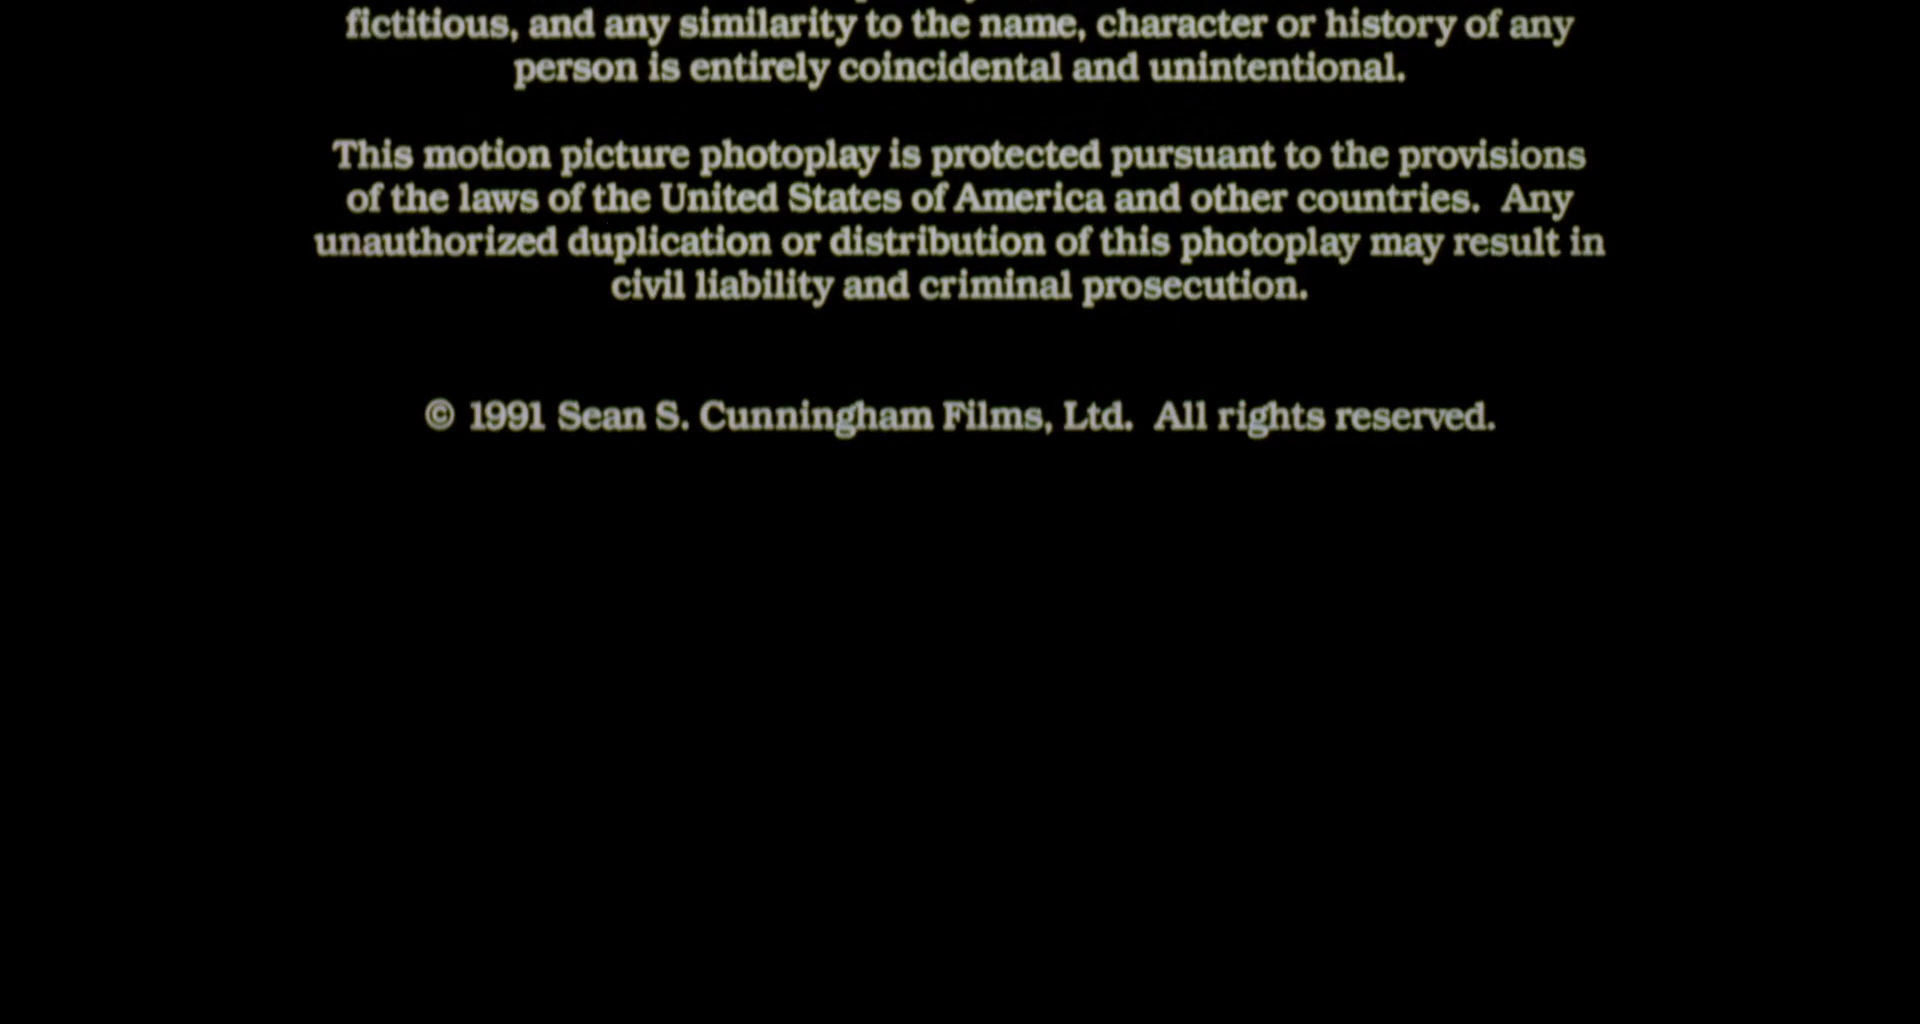 fictitious, and any similarity to the name, character or history of any
person is entirely coincidental and unintentional.
This motion picture photoplay is protected pursuant to the provisions
of the laws of the United States of America and other countries.  Any
unauthorized duplication or distribution of this photoplay may result in
civil liability and criminal prosecution.
© 1991 Sean S. Cunningham Films, Ltd.  All rights reserved.